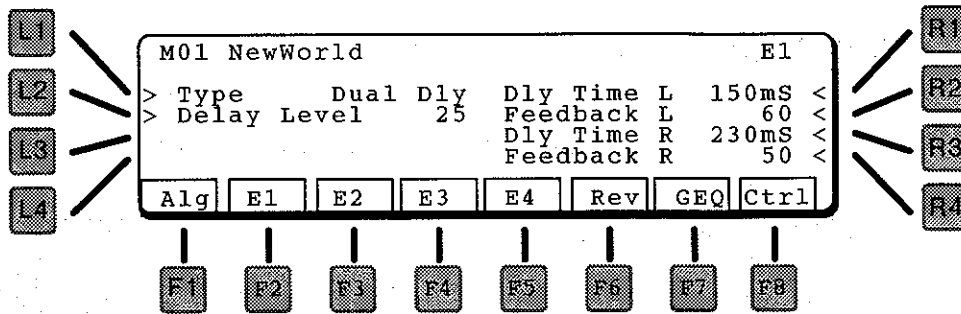 L1
L2
L3
L4
M01 NewWorld E1
> Type Dual Dly Dly Time L 150mS <
> Delay Level 25 Feedback L 60 <
Dly Time R 230mS <
Feedback R 50 <
Alg E1 E2 E3 E4 Rev GEQ Ctrl
R1
R2
R3
R4
F1 F2 F3 F4 F5 F6 F7 F8